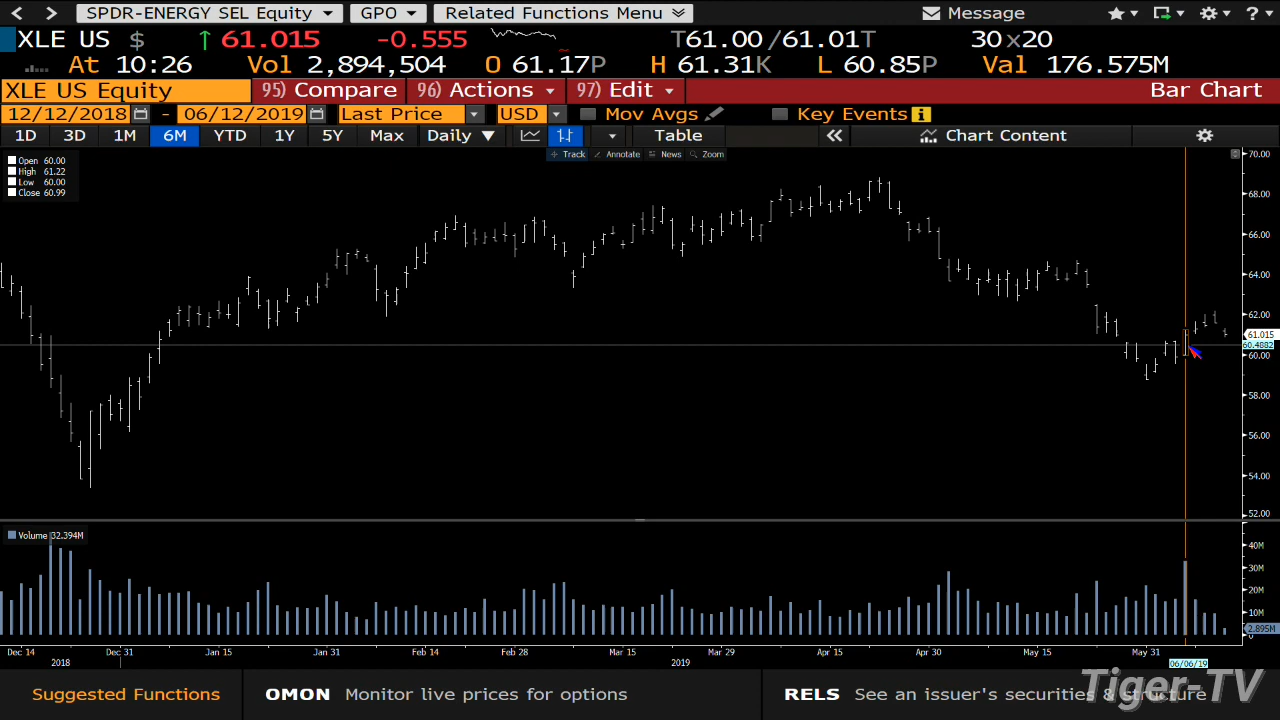 SPDR-ENERGY SEL Equity GPO Related Functions Menu Message
XLE US $ 61.015 -0.555 T61.00/61.01T 30x20
At 10:26 Vol 2,894,504 O 61.17P H 61.31K L 60.85P Val 176.575M
XLE US Equity 95) Compare 96) Actions 97) Edit Bar Chart
12/12/2018 - 06/12/2019 Last Price USD Mov Avgs Key Events
1D 3D 1M 6M YTD 1Y 5Y Max Daily Table Chart Content
Track Annotate News Zoom
Open 60.00
High 61.22
Low 60.00
Close 60.99
70.00
68.00
66.00
64.00
62.00
61.015
60.4882
60.00
58.00
56.00
54.00
52.00
Volume 32.394M
40M
30M
20M
10M
2.895M
0
Dec 14 Dec 31 Jan 15 Jan 31 Feb 14 Feb 28 Mar 15 Mar 29 Apr 15 Apr 30 May 15 May 31
2018 2019 06/06/19
Suggested Functions OMON Monitor live prices for options RELS See an issuer's securities & structure
Tiger-TV